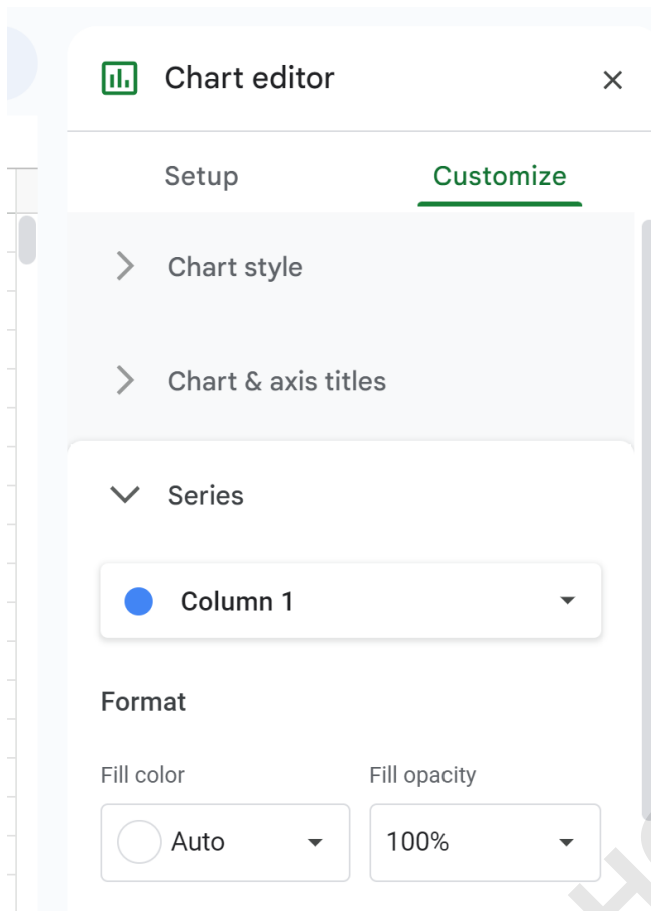 Chart editor
Setup Customize
Chart style
Chart & axis titles
Series
Column 1
Format
Fill color Fill opacity
Auto 100%